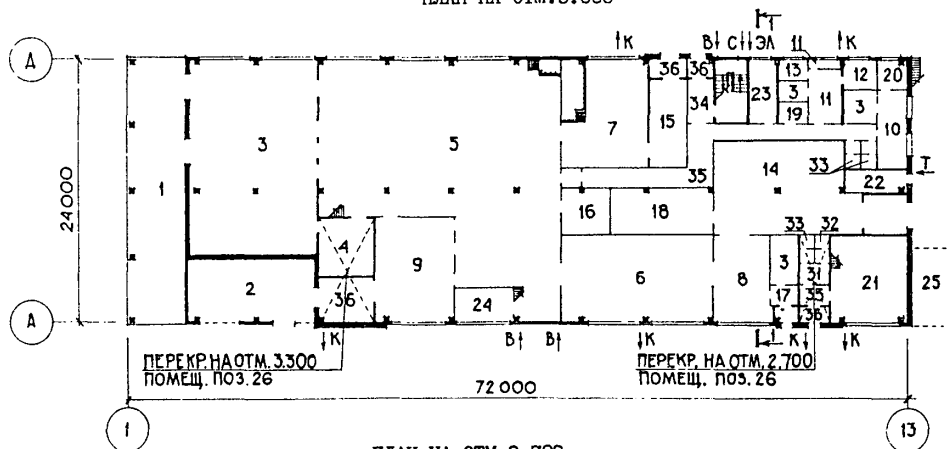 1
В С ЭЛ 11 К
К
А
36 36
13 12 20
3 3
34 23 11
19
1 3 5 7 15 10
24000
35 14 33 Т
22
16 18
4 33 32
9 3 31
2 36 6 8 21 25
24 17 35
36
А
К В В К 1 К К
ПЕРЕКР. НА ОТМ. 3.300
ПОМЕЩ. ПОЗ. 26
ПЕРЕКР. НА ОТМ. 2.700
ПОМЕЩ. ПОЗ. 26
72 000
1 13